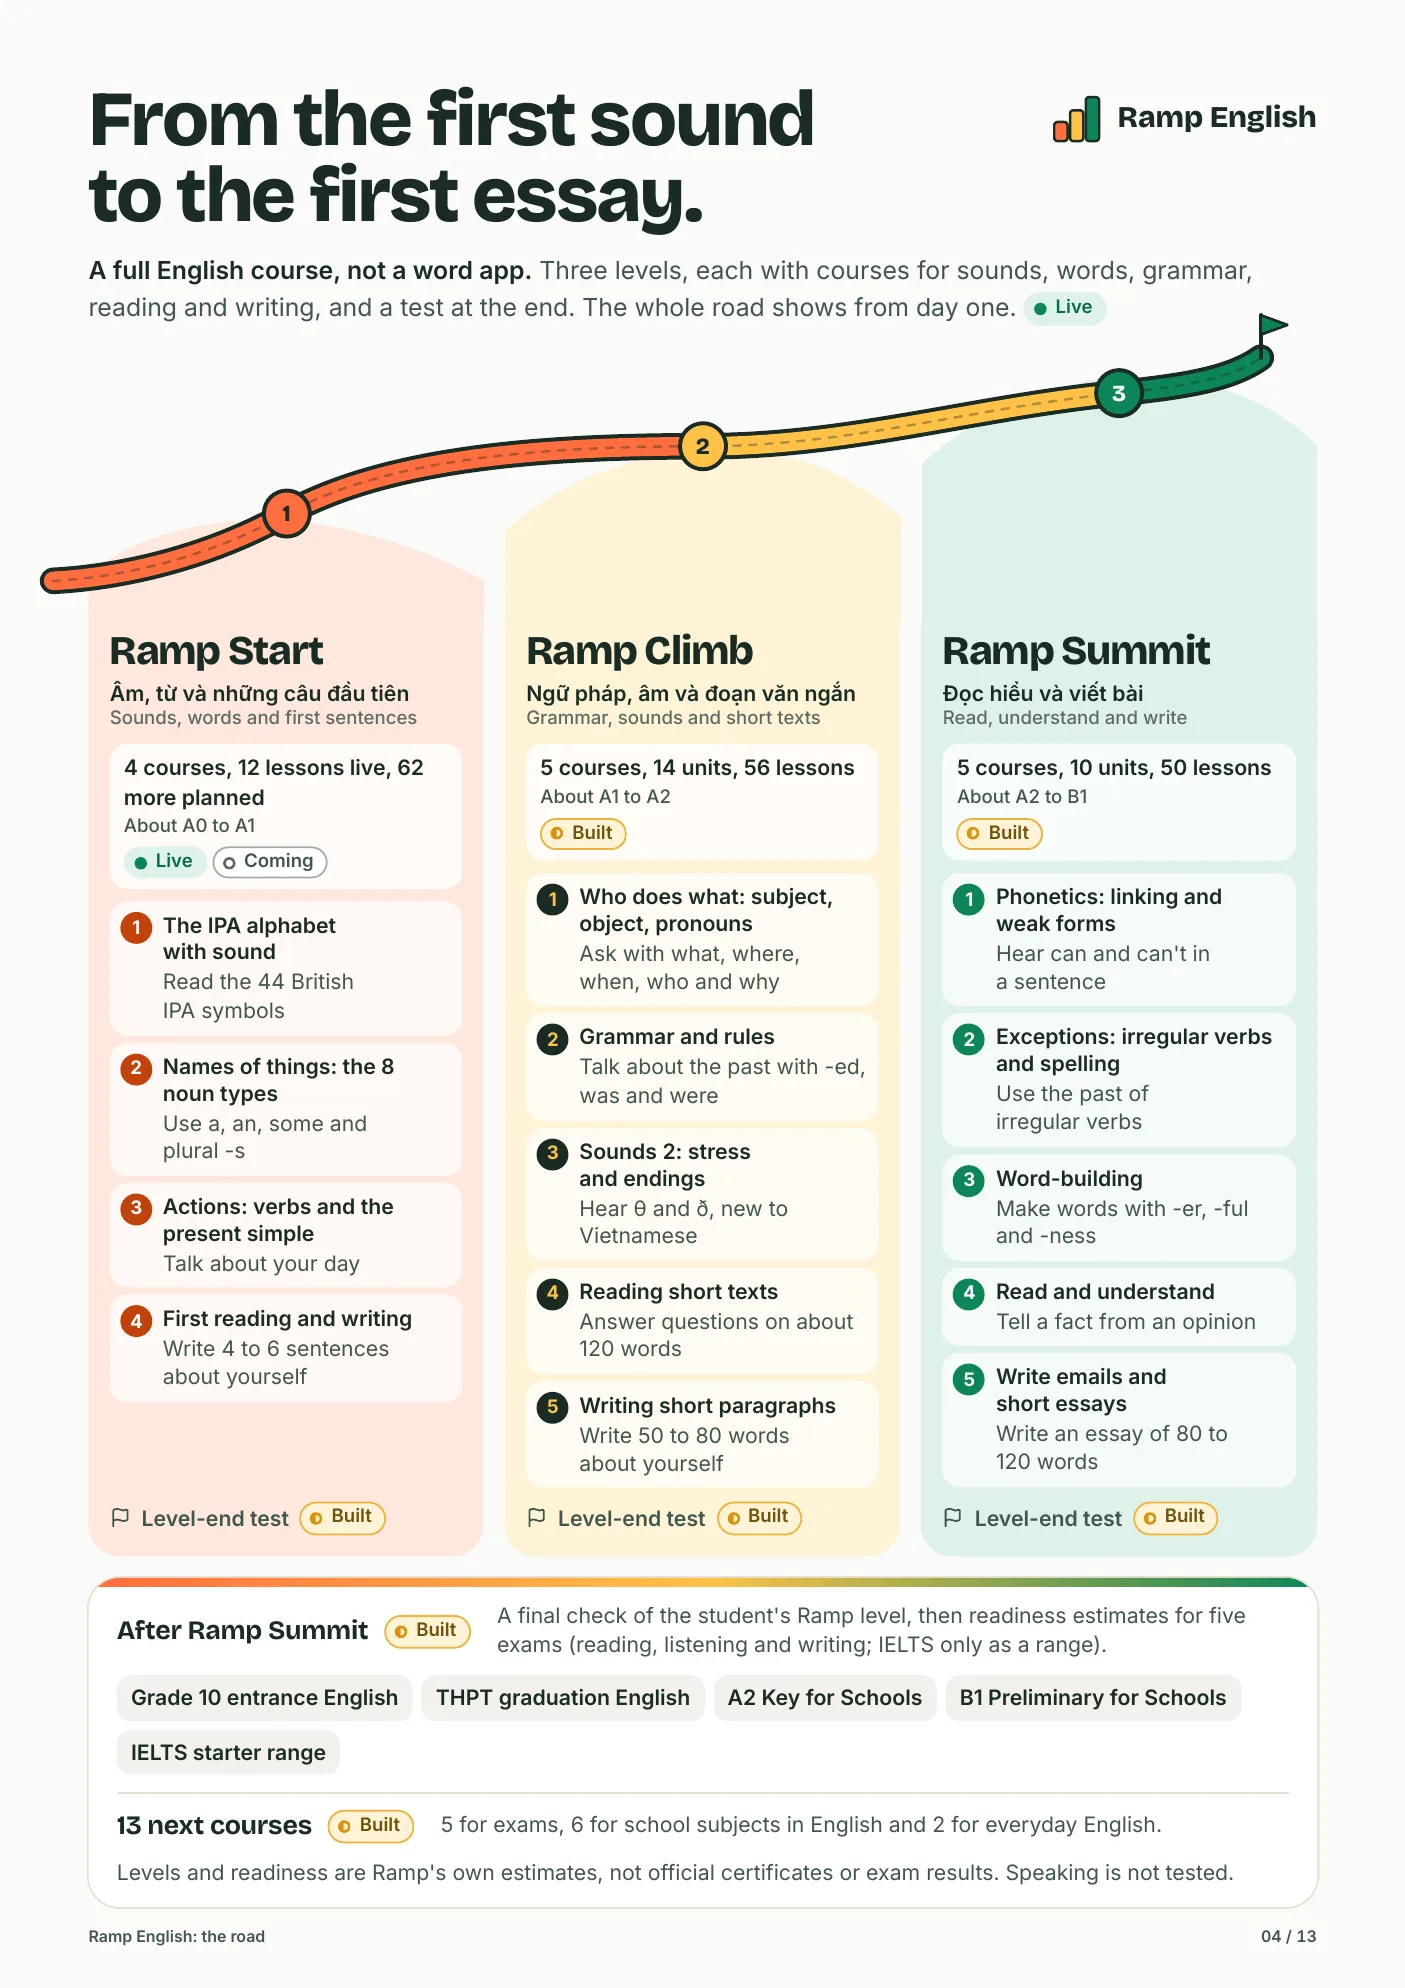 From the first sound
to the first essay.
Ramp English
A full English course, not a word app. Three levels, each with courses for sounds, words, grammar,
reading and writing, and a test at the end. The whole road shows from day one. Live
1
2
3
Ramp Start
Âm, từ và những câu đầu tiên
Sounds, words and first sentences
4 courses, 12 lessons live, 62
more planned
About A0 to A1
Live Coming
1 The IPA alphabet
with sound
Read the 44 British
IPA symbols
2 Names of things: the 8
noun types
Use a, an, some and
plural -s
3 Actions: verbs and the
present simple
Talk about your day
4 First reading and writing
Write 4 to 6 sentences
about yourself
Level-end test Built
Ramp Climb
Ngữ pháp, âm và đoạn văn ngắn
Grammar, sounds and short texts
5 courses, 14 units, 56 lessons
About A1 to A2
Built
1 Who does what: subject,
object, pronouns
Ask with what, where,
when, who and why
2 Grammar and rules
Talk about the past with -ed,
was and were
3 Sounds 2: stress
and endings
Hear θ and ð, new to
Vietnamese
4 Reading short texts
Answer questions on about
120 words
5 Writing short paragraphs
Write 50 to 80 words
about yourself
Level-end test Built
Ramp Summit
Đọc hiểu và viết bài
Read, understand and write
5 courses, 10 units, 50 lessons
About A2 to B1
Built
1 Phonetics: linking and
weak forms
Hear can and can't in
a sentence
2 Exceptions: irregular verbs
and spelling
Use the past of
irregular verbs
3 Word-building
Make words with -er, -ful
and -ness
4 Read and understand
Tell a fact from an opinion
5 Write emails and
short essays
Write an essay of 80 to
120 words
Level-end test Built
After Ramp Summit Built
A final check of the student's Ramp level, then readiness estimates for five
exams (reading, listening and writing; IELTS only as a range).
Grade 10 entrance English THPT graduation English A2 Key for Schools B1 Preliminary for Schools
IELTS starter range
13 next courses Built 5 for exams, 6 for school subjects in English and 2 for everyday English.
Levels and readiness are Ramp's own estimates, not official certificates or exam results. Speaking is not tested.
Ramp English: the road
04 / 13